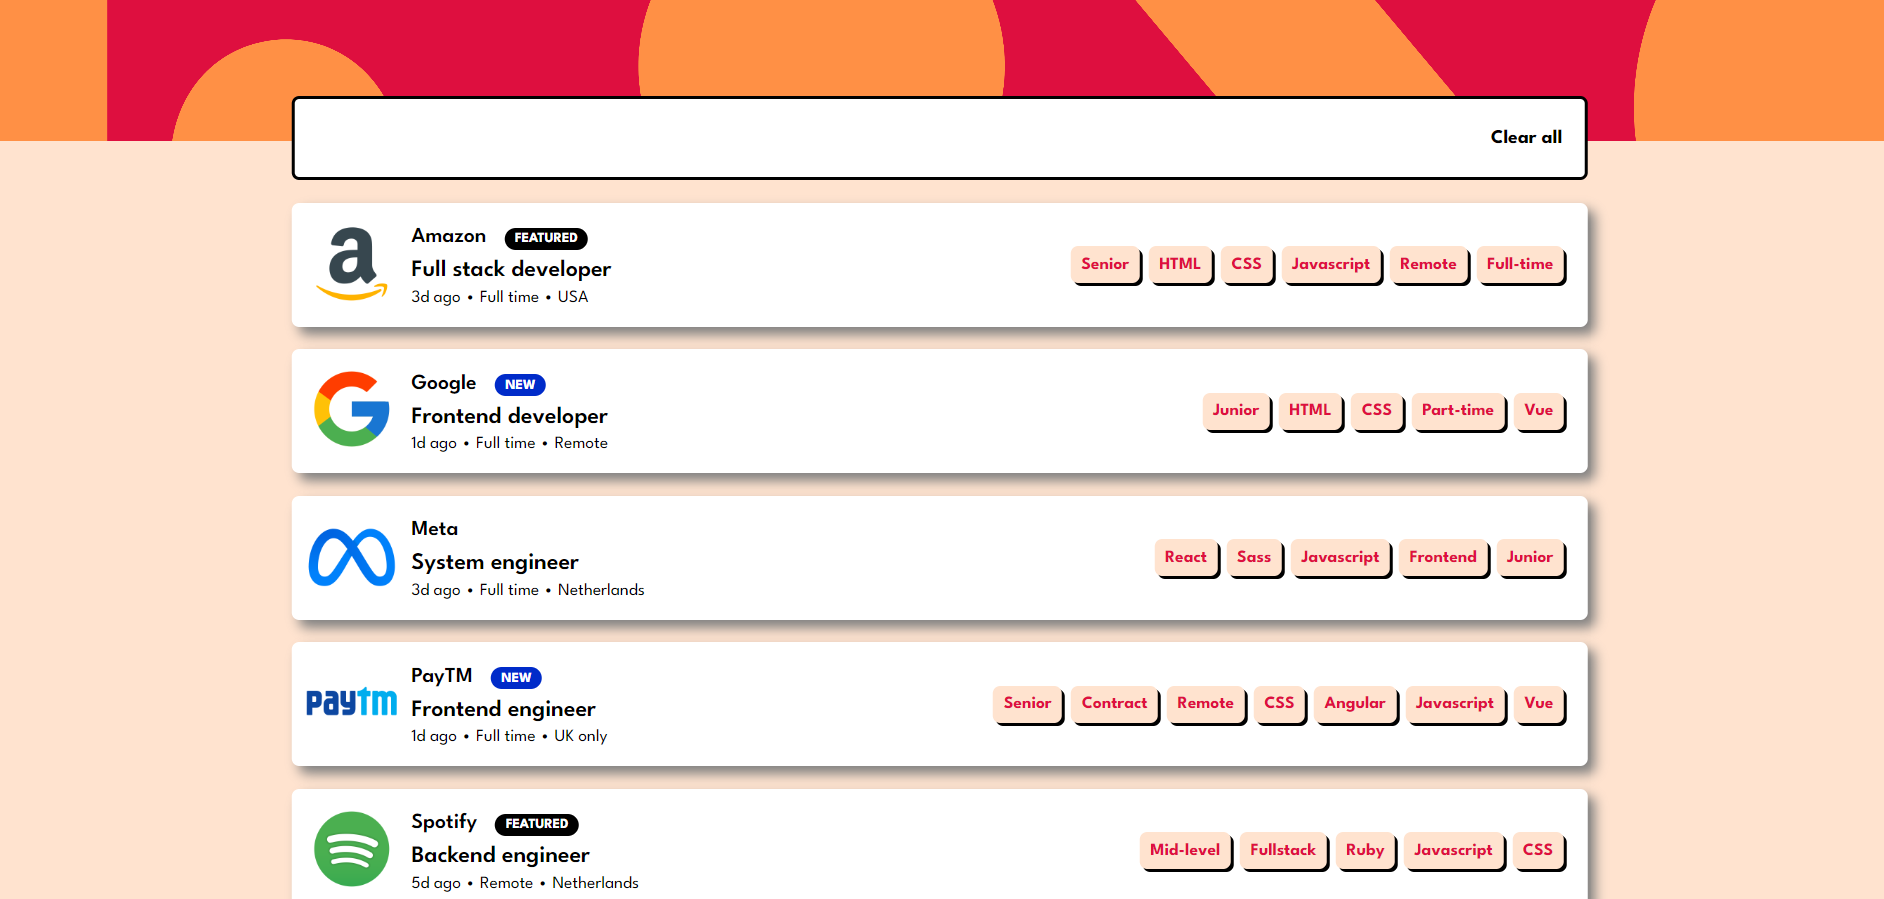 Clear all
Amazon FEATURED
Full stack developer
3d ago • Full time • USA
Senior HTML CSS Javascript Remote Full-time
Google NEW
Frontend developer
1d ago • Full time • Remote
Junior HTML CSS Part-time Vue
Meta
System engineer
3d ago • Full time • Netherlands
React Sass Javascript Frontend Junior
paytm
PayTM NEW
Frontend engineer
1d ago • Full time • UK only
Senior Contract Remote CSS Angular Javascript Vue
Spotify FEATURED
Backend engineer
5d ago • Remote • Netherlands
Mid-level Fullstack Ruby Javascript CSS